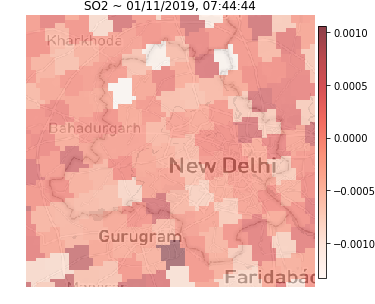 SO2 ~ 01/11/2019, 07:44:44
0.0010
Kharkhoda
0.0005
Bahadurgarh
0.0000
New Delhi
−0.0005
Gurugram
−0.0010
Faridabad